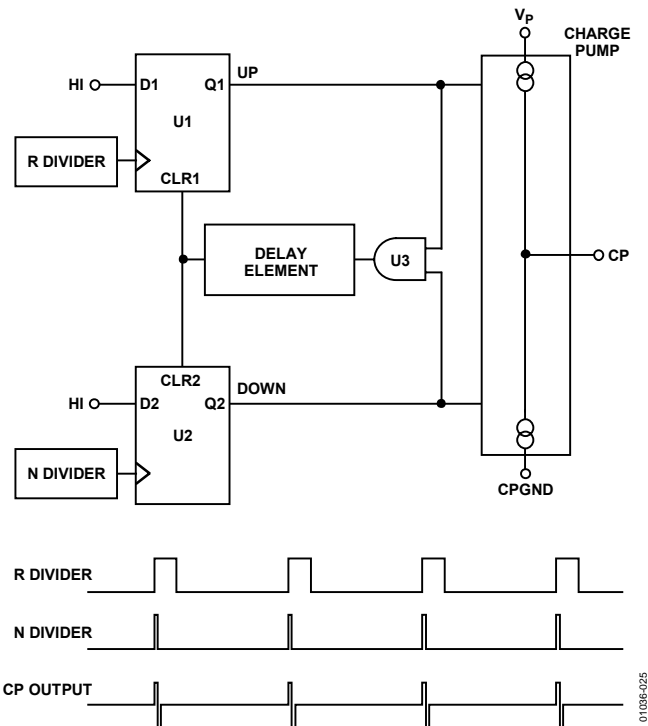 V_P
CHARGE
PUMP
UP
HI
D1
Q1
U1
R DIVIDER
CLR1
DELAY
ELEMENT
U3
CP
CLR2
DOWN
HI
D2
Q2
U2
N DIVIDER
CPGND
R DIVIDER
N DIVIDER
CP OUTPUT
01036-025